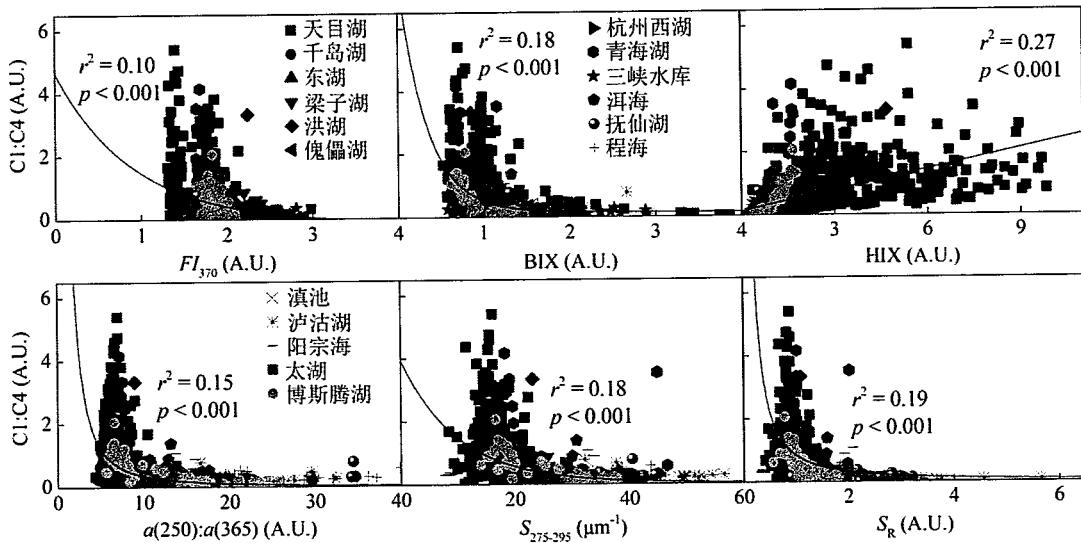 C1:C4 (A.U.)
6
4
2
0
r² = 0.10
p < 0.001
天目湖
千岛湖
东湖
梁子湖
洪湖
傀儡湖
0
1
2
3
FI₃₇₀ (A.U.)
r² = 0.18
p < 0.001
杭州西湖
青海湖
三峡水库
洱海
抚仙湖
程海
4
0
1
2
3
BIX (A.U.)
r² = 0.27
p < 0.001
4
0
3
6
9
HIX (A.U.)
C1:C4 (A.U.)
6
4
2
0
r² = 0.15
p < 0.001
滇池
泸沽湖
阳宗海
太湖
博斯腾湖
0
10
20
30
40
a(250):a(365) (A.U.)
r² = 0.18
p < 0.001
0
20
40
60
S₂₇₅₋₂₉₅ (μm⁻¹)
r² = 0.19
p < 0.001
0
2
4
6
S_R (A.U.)